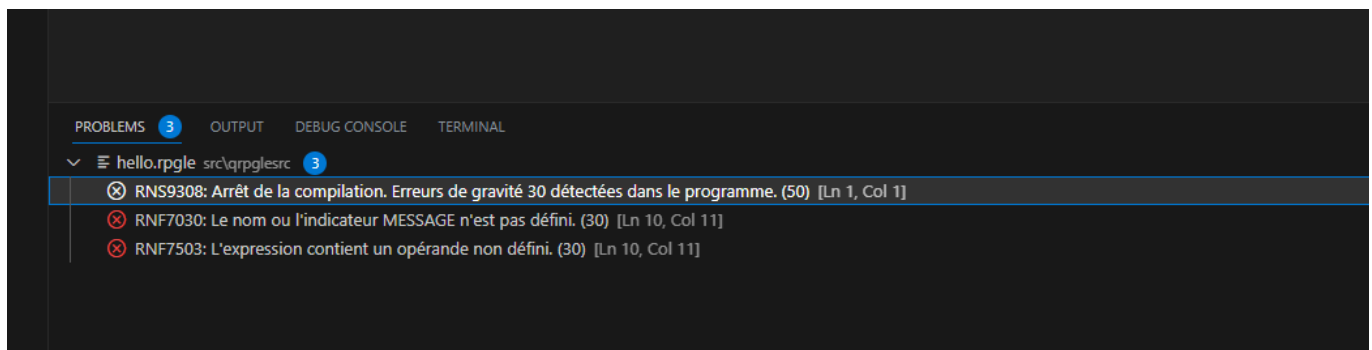 PROBLEMS 3 OUTPUT DEBUG CONSOLE TERMINAL
hello.rpgle src\qrpglesrc 3
RNS9308: Arrêt de la compilation. Erreurs de gravité 30 détectées dans le programme. (50) [Ln 1, Col 1]
RNF7030: Le nom ou l'indicateur MESSAGE n'est pas défini. (30) [Ln 10, Col 11]
RNF7503: L'expression contient un opérande non défini. (30) [Ln 10, Col 11]